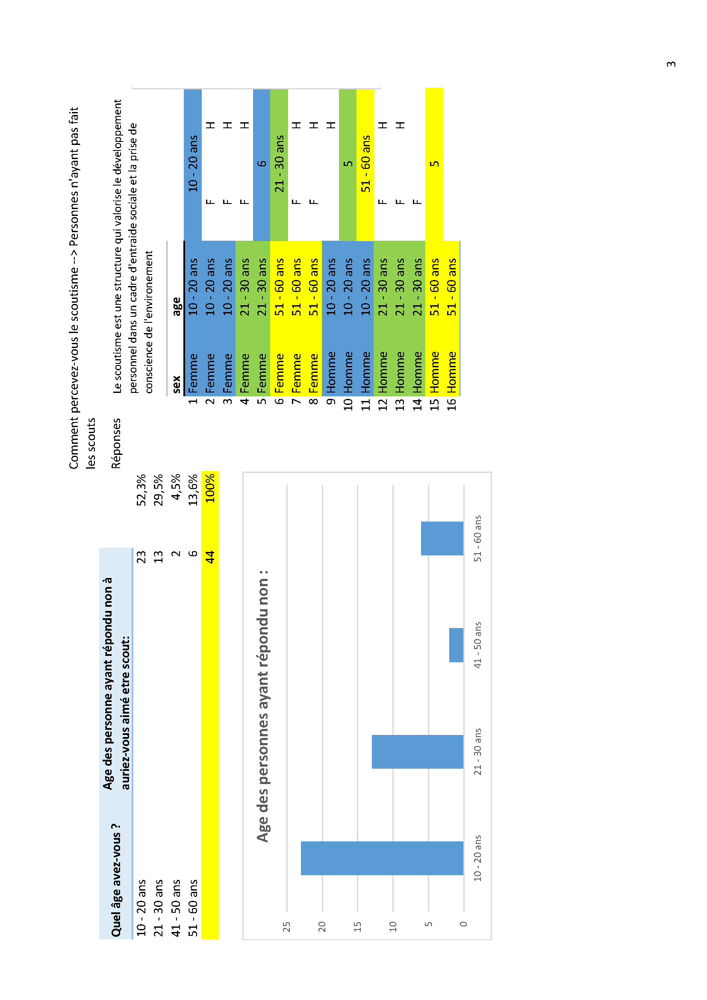 Quel âge avez-vous ?
Age des personne ayant répondu non à
auriez-vous aimé etre scout:
10 - 20 ans 23 52,3%
21 - 30 ans 13 29,5%
41 - 50 ans 2 4,5%
51 - 60 ans 6 13,6%
44 100%
Age des personnes ayant répondu non :
25
20
15
10
5
0
10 - 20 ans 21 - 30 ans 41 - 50 ans 51 - 60 ans
Comment percevez-vous le scoutisme --> Personnes n'ayant pas fait
les scouts
Réponses
Le scoutisme est une structure qui valorise le développement
personnel dans un cadre d'entraide sociale et la prise de
conscience de l'environement
sex age
1 Femme 10 - 20 ans 10 - 20 ans
2 Femme 10 - 20 ans F H
3 Femme 10 - 20 ans F H
4 Femme 21 - 30 ans F H
5 Femme 21 - 30 ans 6
6 Femme 51 - 60 ans 21 - 30 ans
7 Femme 51 - 60 ans F H
8 Femme 51 - 60 ans F H
9 Homme 10 - 20 ans H
10 Homme 10 - 20 ans 5
11 Homme 10 - 20 ans 51 - 60 ans
12 Homme 21 - 30 ans F H
13 Homme 21 - 30 ans F H
14 Homme 21 - 30 ans F
15 Homme 51 - 60 ans 5
16 Homme 51 - 60 ans
3